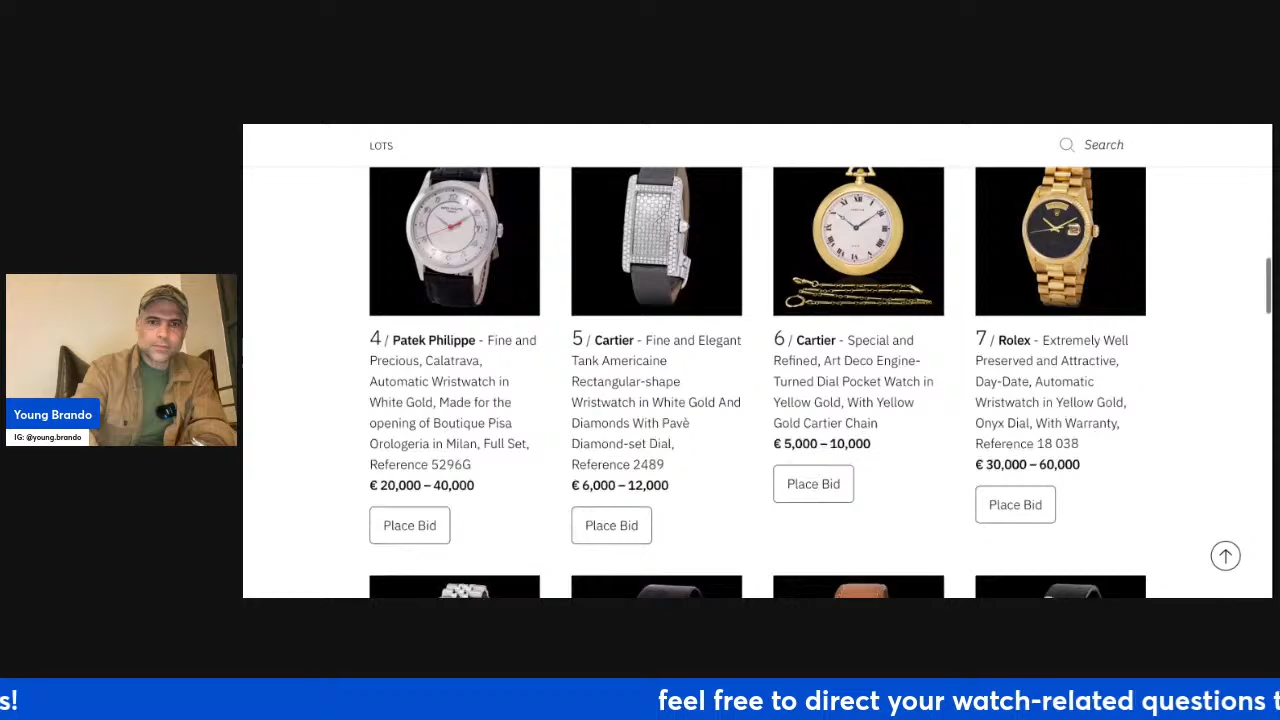 LOTS
Search
4 / Patek Philippe - Fine and
Precious, Calatrava,
Automatic Wristwatch in
White Gold, Made for the
opening of Boutique Pisa
Orologeria in Milan, Full Set,
Reference 5296G
€ 20,000 – 40,000
Place Bid
5 / Cartier - Fine and Elegant
Tank Americaine
Rectangular-shape
Wristwatch in White Gold And
Diamonds With Pavè
Diamond-set Dial,
Reference 2489
€ 6,000 – 12,000
Place Bid
6 / Cartier - Special and
Refined, Art Deco Engine-
Turned Dial Pocket Watch in
Yellow Gold, With Yellow
Gold Cartier Chain
€ 5,000 – 10,000
Place Bid
7 / Rolex - Extremely Well
Preserved and Attractive,
Day-Date, Automatic
Wristwatch in Yellow Gold,
Onyx Dial, With Warranty,
Reference 18 038
€ 30,000 – 60,000
Place Bid
Young Brando
IG: @young.brando
s! feel free to direct your watch-related questions t